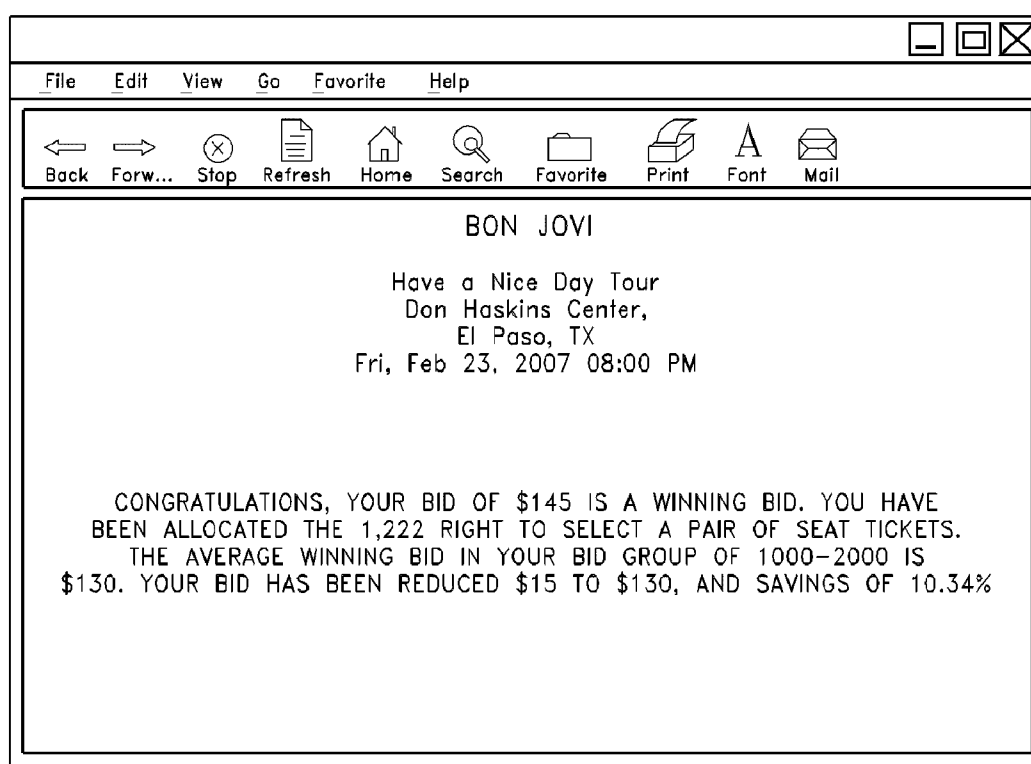 File Edit View Go Favorite Help
Back Forw... Stop Refresh Home Search Favorite Print Font Mail
BON JOVI
Have a Nice Day Tour
Don Haskins Center,
El Paso, TX
Fri, Feb 23, 2007 08:00 PM
CONGRATULATIONS, YOUR BID OF $145 IS A WINNING BID. YOU HAVE
BEEN ALLOCATED THE 1,222 RIGHT TO SELECT A PAIR OF SEAT TICKETS.
THE AVERAGE WINNING BID IN YOUR BID GROUP OF 1000-2000 IS
$130. YOUR BID HAS BEEN REDUCED $15 TO $130, AND SAVINGS OF 10.34%